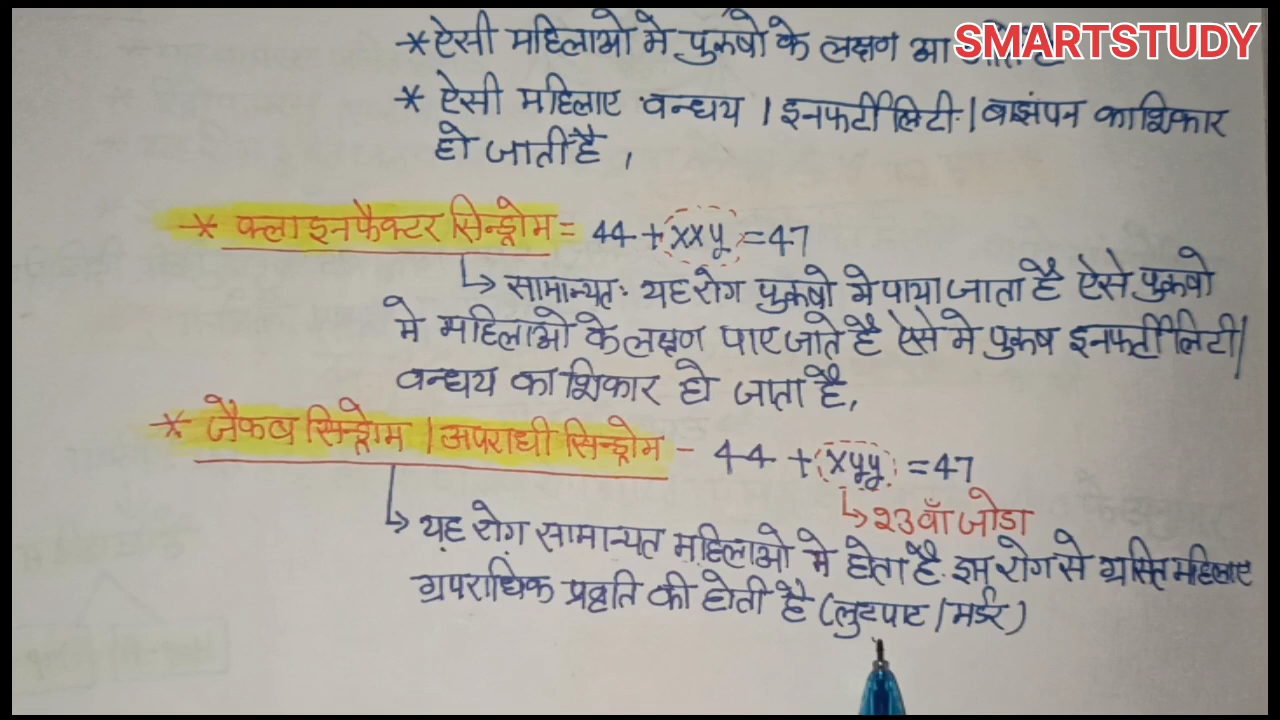 * ऐसी महिलाओ मे पुरुषो के लक्षण आ जाते है
SMARTSTUDY
* ऐसी महिलाए वन्धय / इनफर्टीलिटी / बाझंपन का शिकार
हो जाती है ,
* क्लाइनफैक्टर सिन्ड्रोम = 44 + xxy = 47
↳ सामान्यत: यह रोग पुरुषो मे पाया जाता है ऐसे पुरुषो
मे महिलाओ के लक्षण पाए जाते है ऐसे मे पुरुष इनफर्टीलिटी /
वन्धय का शिकार हो जाता है,
* जैकब सिन्ड्रोम / अपराधी सिन्ड्रोम - 44 + xyy = 47
↳ 23वाँ जोडा
↳ यह रोग सामान्यत महिलाओ मे होता है. इस रोग से ग्रसित महिलाए
अपराधिक प्रवृति की होती है (लुटपाट / मर्डर)